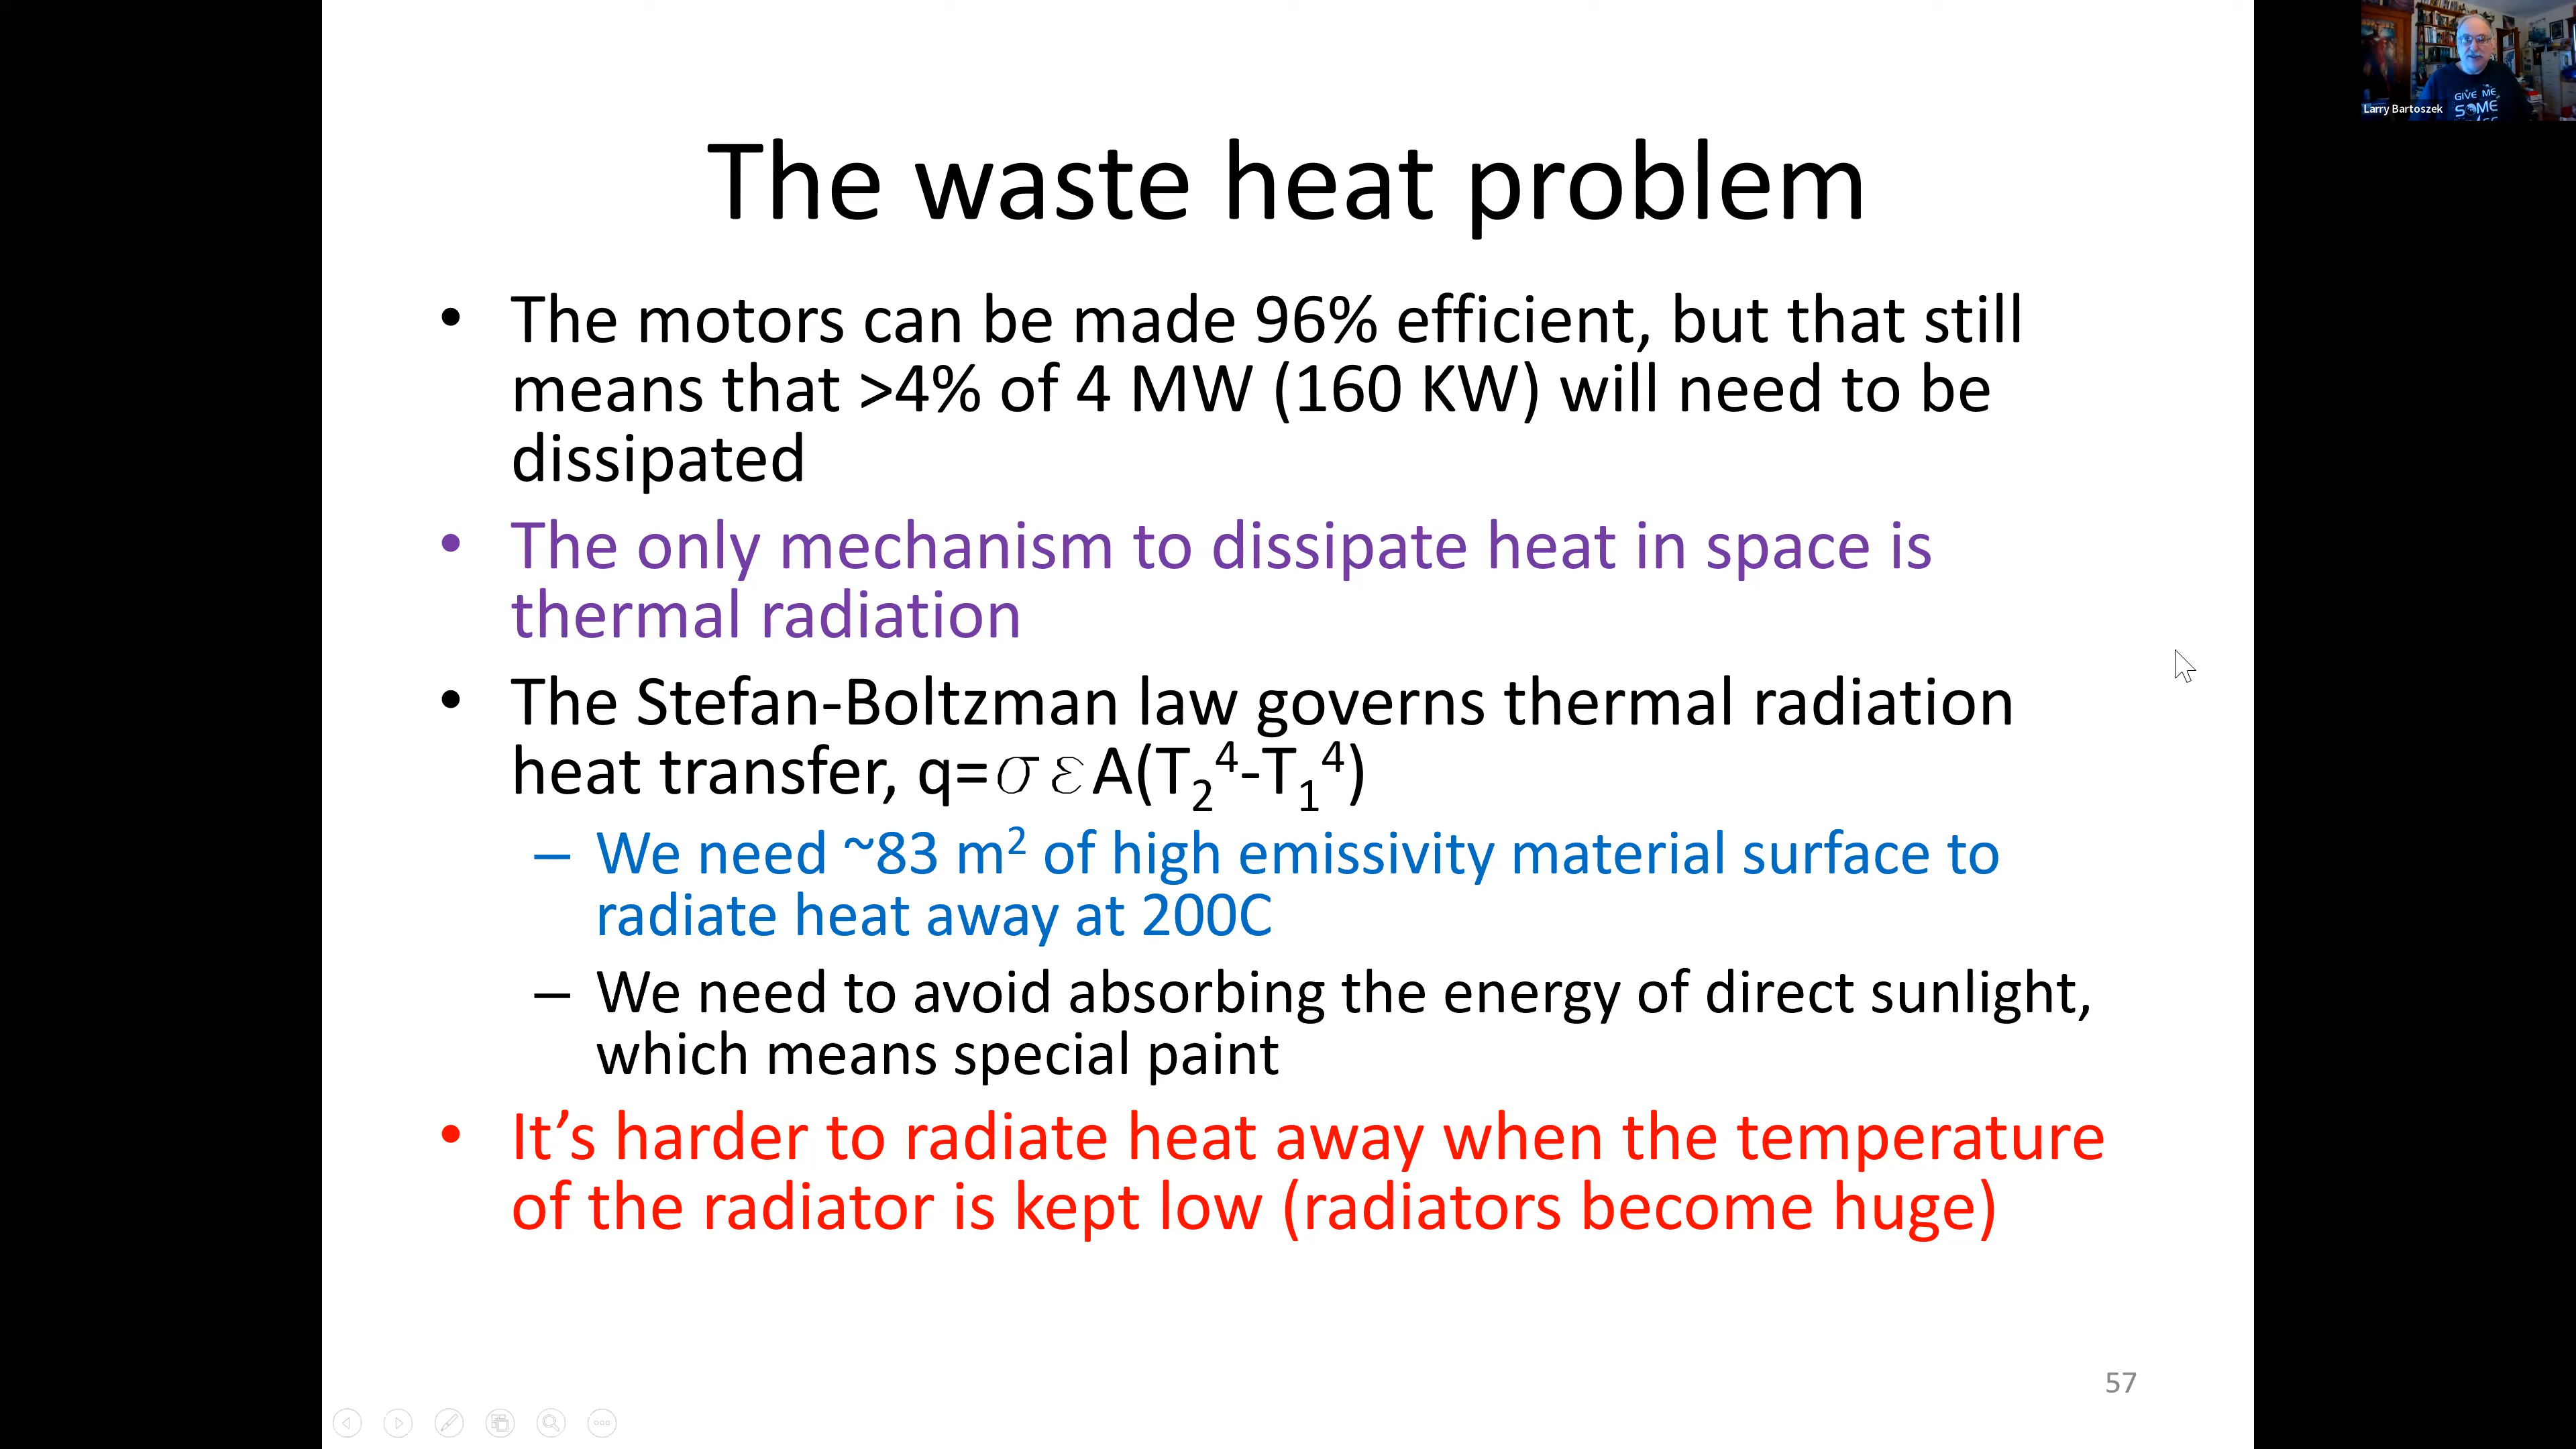 Larry Bartoszek
GIVE ME
SOME
The waste heat problem
• The motors can be made 96% efficient, but that still
means that >4% of 4 MW (160 KW) will need to be
dissipated
• The only mechanism to dissipate heat in space is
thermal radiation
• The Stefan-Boltzman law governs thermal radiation
heat transfer, q=σεA(T₂⁴-T₁⁴)
– We need ~83 m² of high emissivity material surface to
radiate heat away at 200C
– We need to avoid absorbing the energy of direct sunlight,
which means special paint
• It’s harder to radiate heat away when the temperature
of the radiator is kept low (radiators become huge)
57